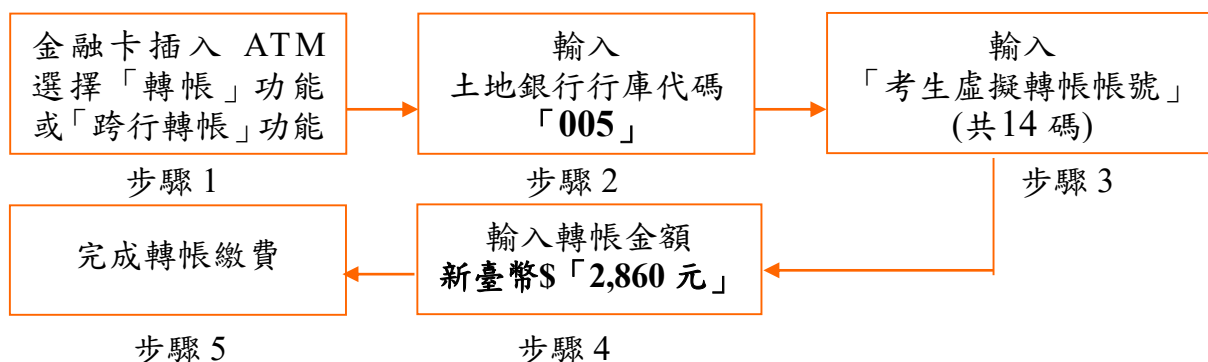 金融卡插入 ATM
選擇「轉帳」功能
或「跨行轉帳」功能
步驟 1
輸入
土地銀行行庫代碼
「005」
步驟 2
輸入
「考生虛擬轉帳帳號」
(共14 碼)
步驟 3
輸入轉帳金額
新臺幣$「2,860 元」
步驟 4
完成轉帳繳費
步驟 5